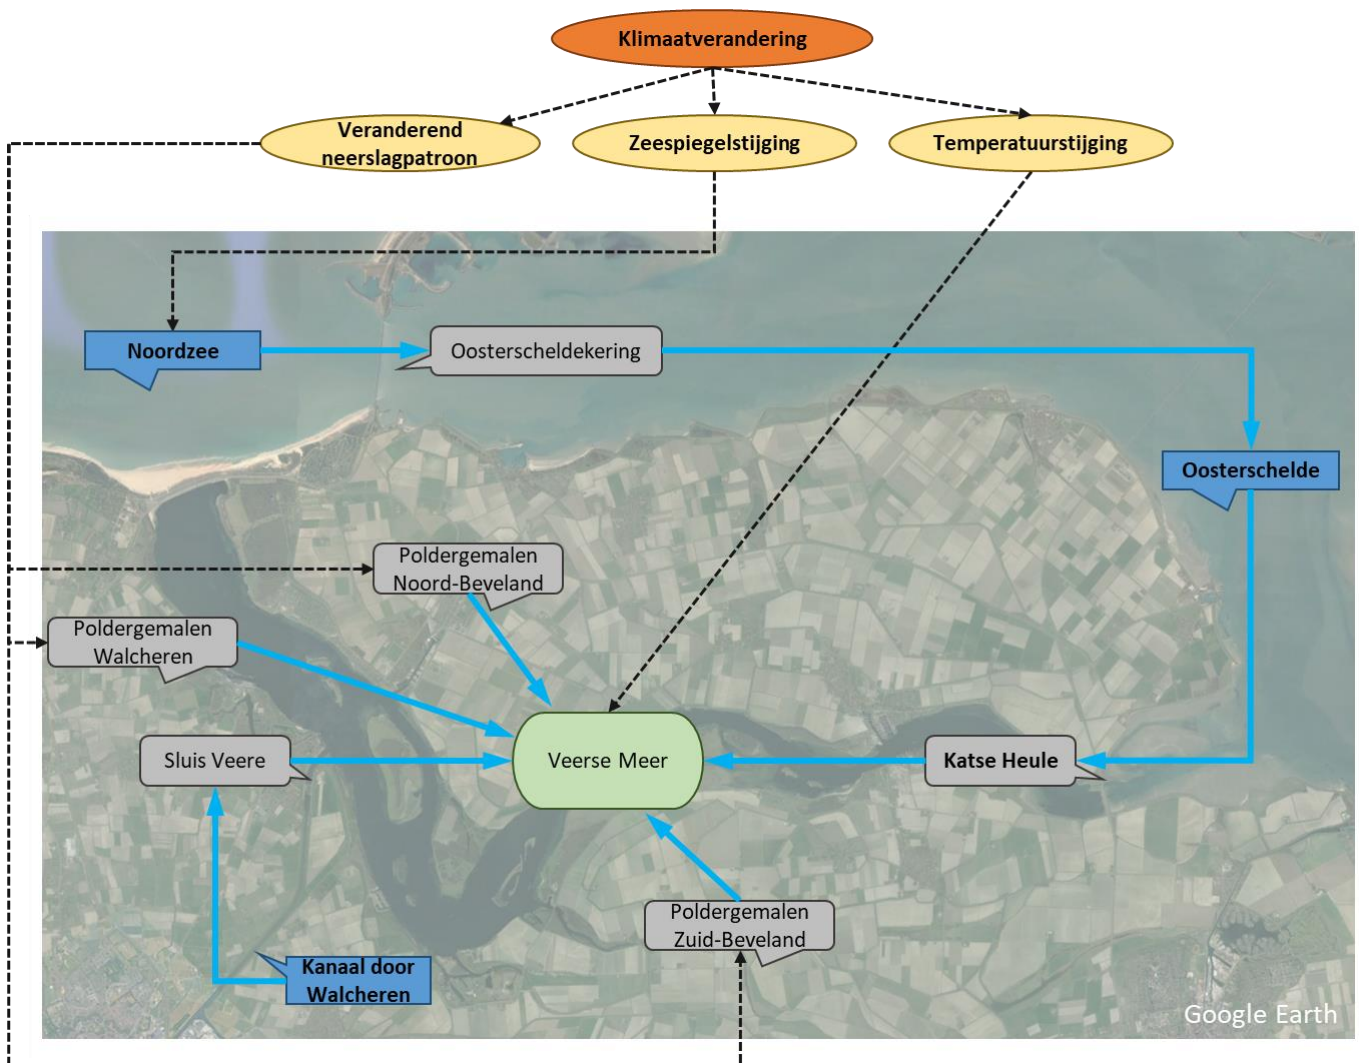 Klimaatverandering
Veranderend
neerslagpatroon
Zeespiegelstijging
Temperatuurstijging
Noordzee
Oosterscheldekering
Oosterschelde
Poldergemalen
Noord-Beveland
Poldergemalen
Walcheren
Sluis Veere
Veerse Meer
Katse Heule
Poldergemalen
Zuid-Beveland
Kanaal door
Walcheren
Google Earth